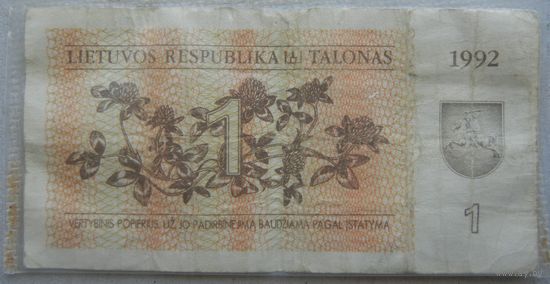 LIETUVOS RESPUBLIKA TALONAS
1992
1
VERTYBINIS POPIERIUS. UŽ JO PADIRBINĖJIMĄ BAUDŽIAMA PAGAL ĮSTATYMĄ
1